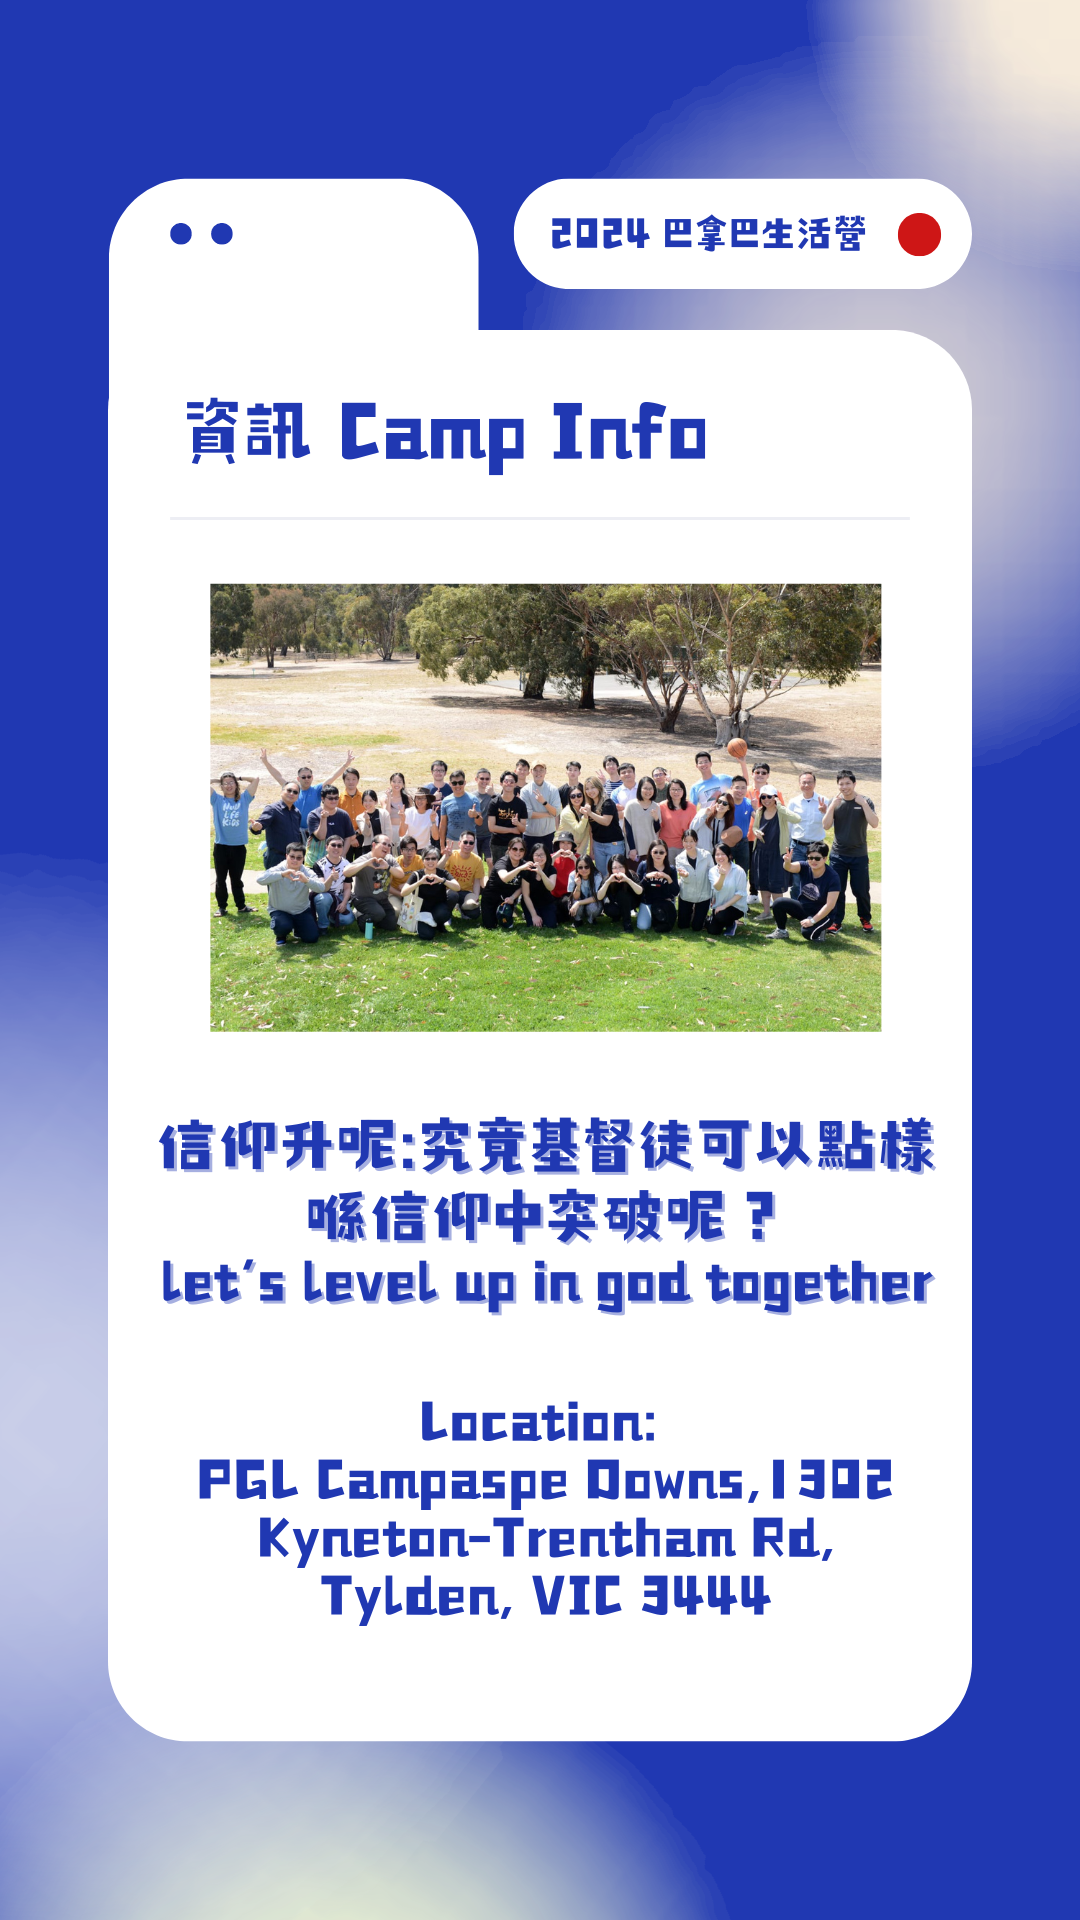 2024 巴拿巴生活營
資訊 Camp Info
信仰升呢:究竟基督徒可以點樣
喺信仰中突破呢？
let's level up in god together
Location:
PGL Campaspe Downs,1302
Kyneton-Trentham Rd,
Tylden, VIC 3444